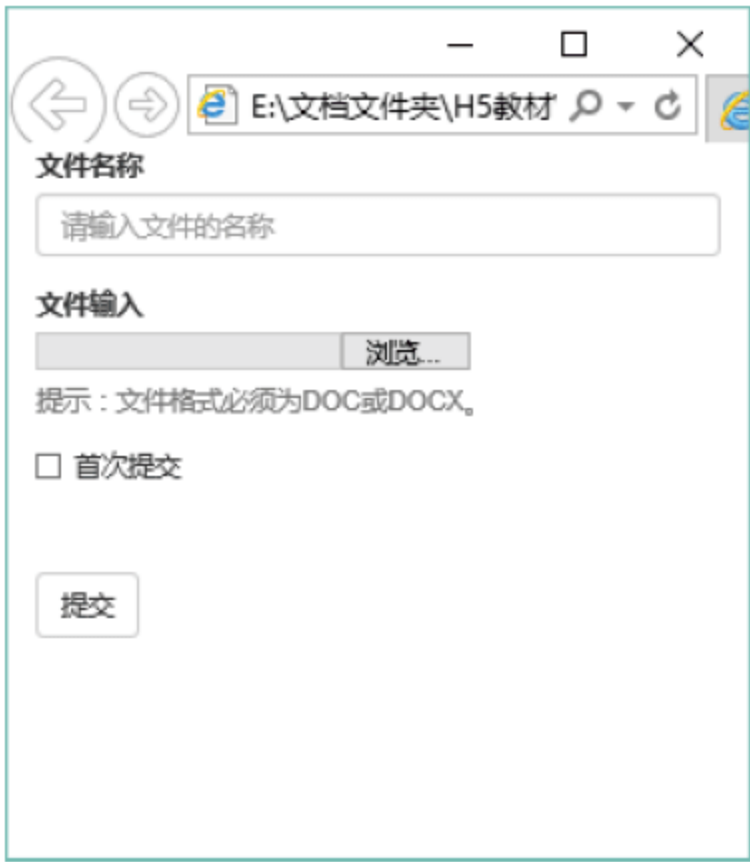 E:\文档文件夹\H5教材
文件名称
请输入文件的名称
文件输入
浏览...
提示：文件格式必须为DOC或DOCX。
首次提交
提交